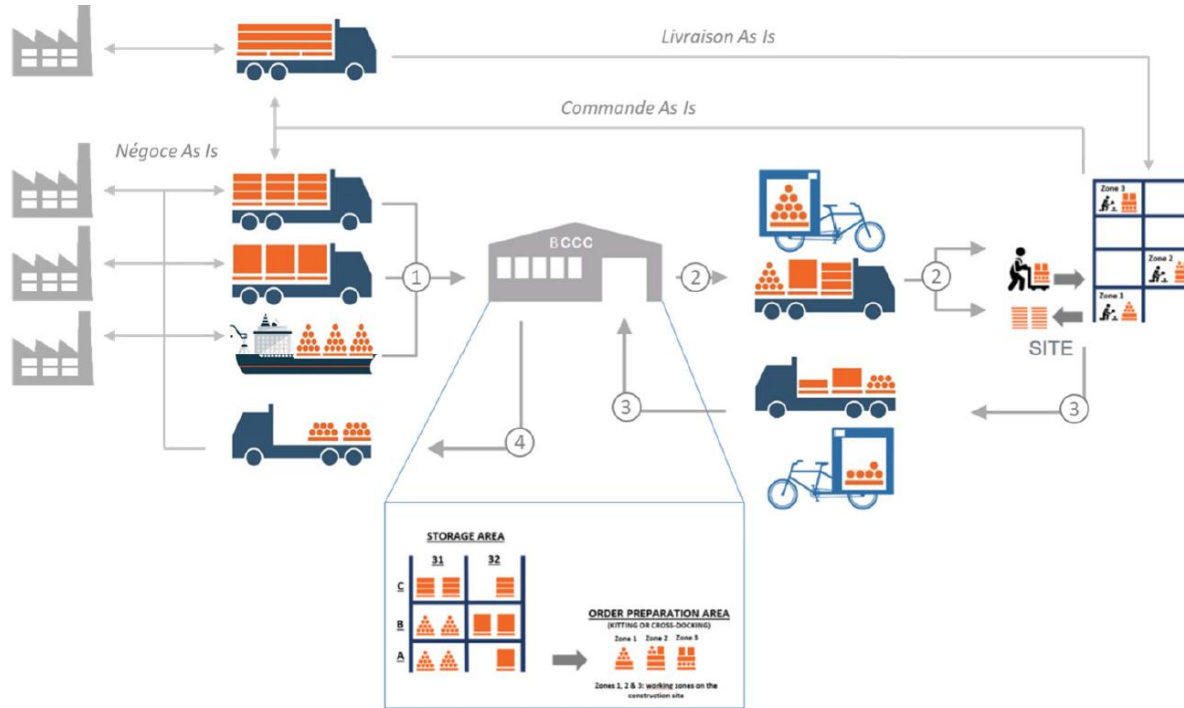 Livraison As Is
Commande As Is
Négoce As Is
Zone 3
BCCC
1
2
2
Zone 2
Zone 1
SITE
3
3
4
STORAGE AREA
31 32
C
B
A
ORDER PREPARATION AREA
(KITTING OR CROSS-DOCKING)
Zone 1 Zone 2 Zone 3
Zones 1, 2 & 3: working zones on the
construction site